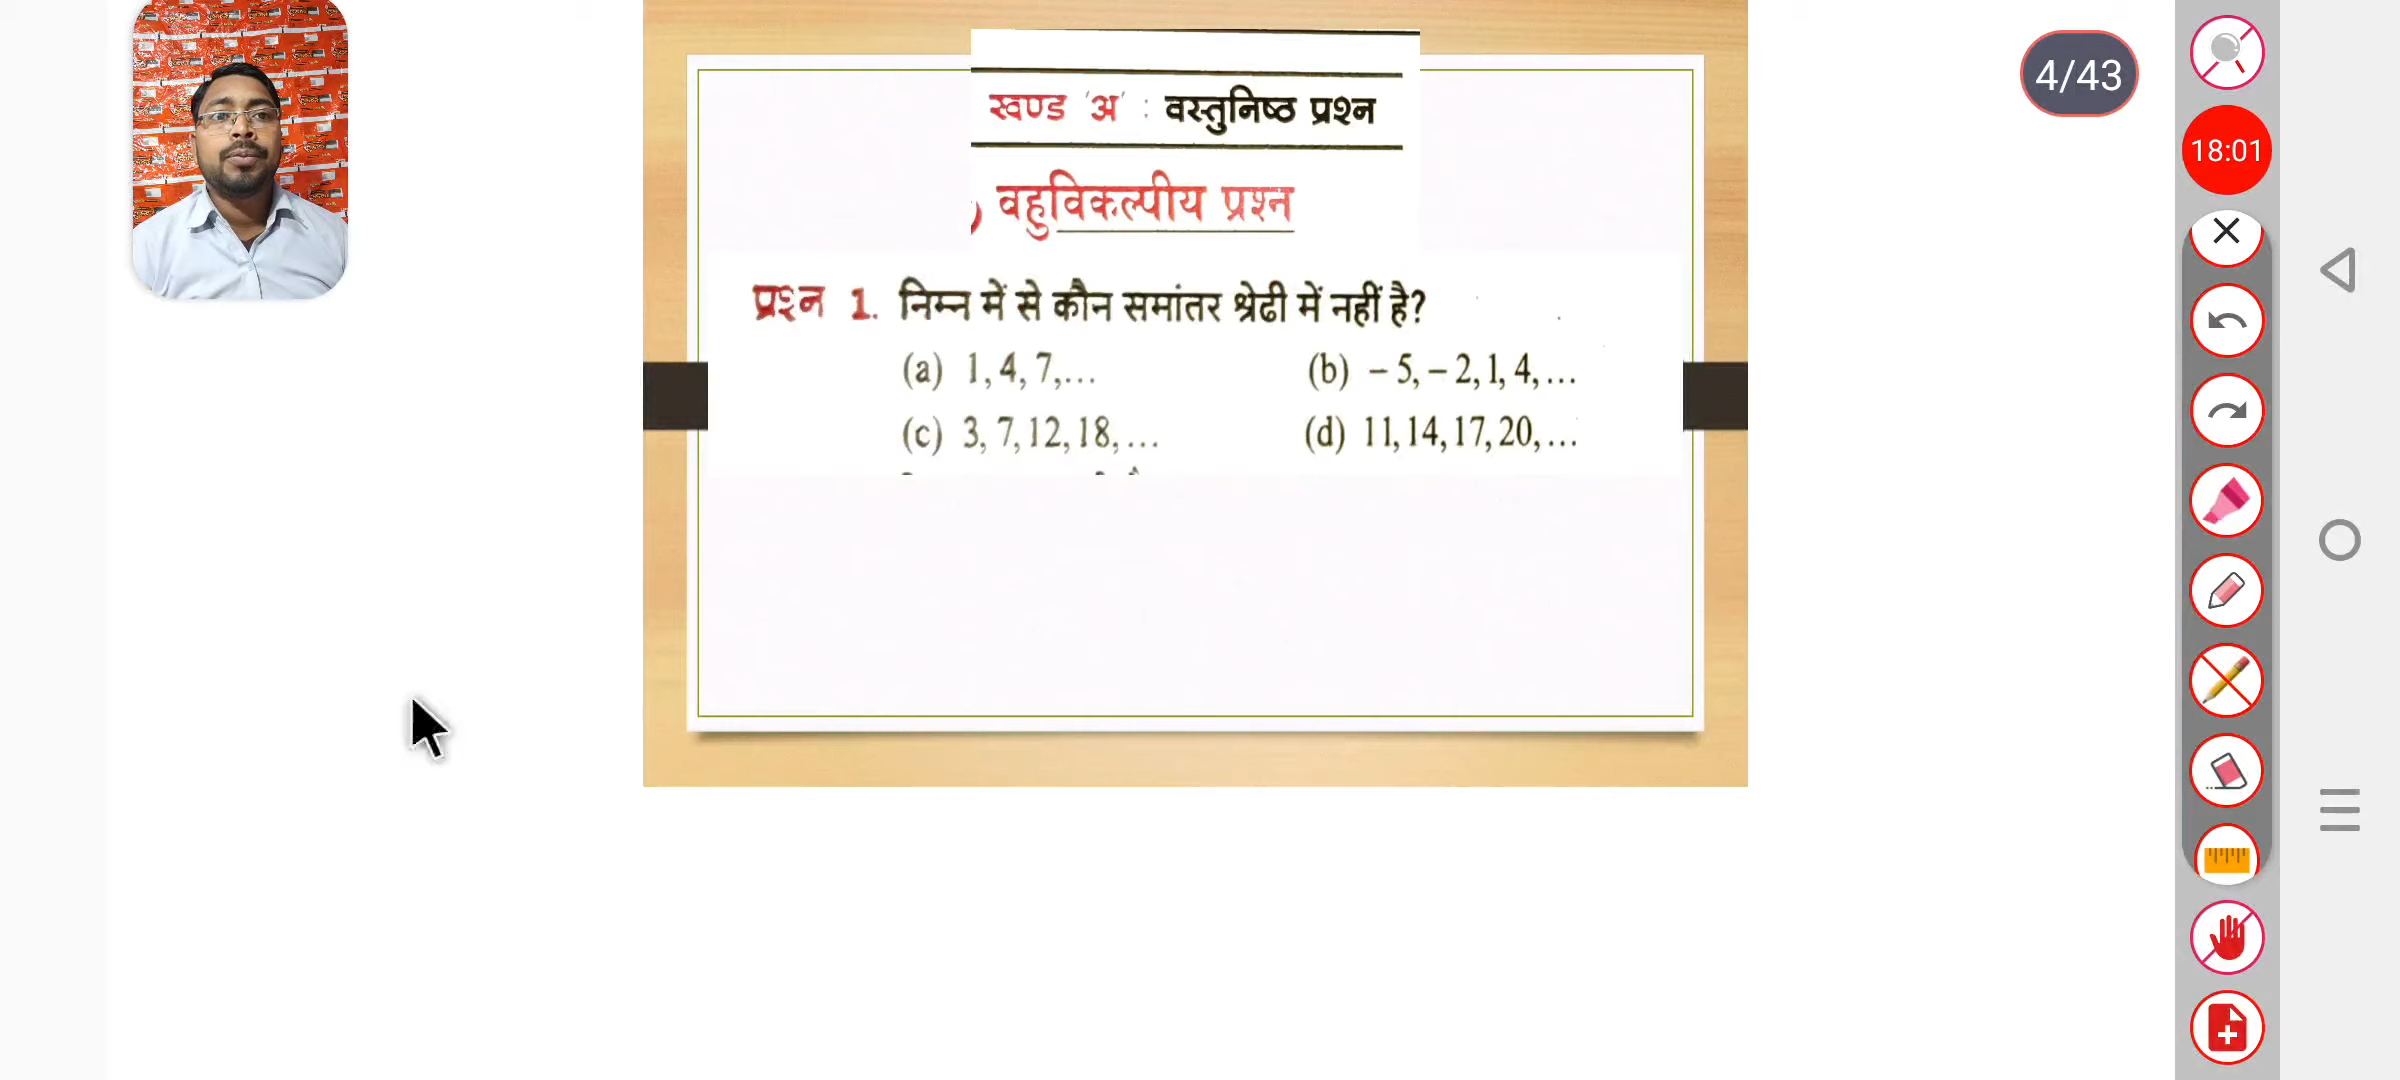 4/43
18:01
खण्ड 'अ' : वस्तुनिष्ठ प्रश्न
) वहुविकल्पीय प्रश्न
प्रश्न 1. निम्न में से कौन समांतर श्रेढी में नहीं है?
(a) 1, 4, 7,... (b) – 5, – 2, 1, 4, ...
(c) 3, 7, 12, 18, ... (d) 11, 14, 17, 20, ...